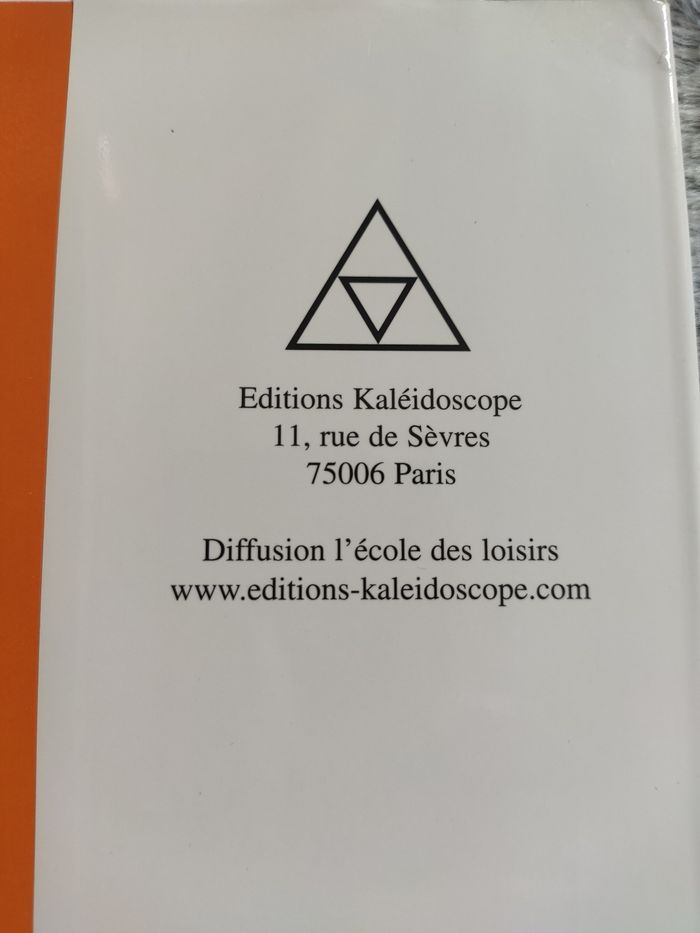 Editions Kaléidoscope
11, rue de Sèvres
75006 Paris
Diffusion l'école des loisirs
www.editions-kaleidoscope.com